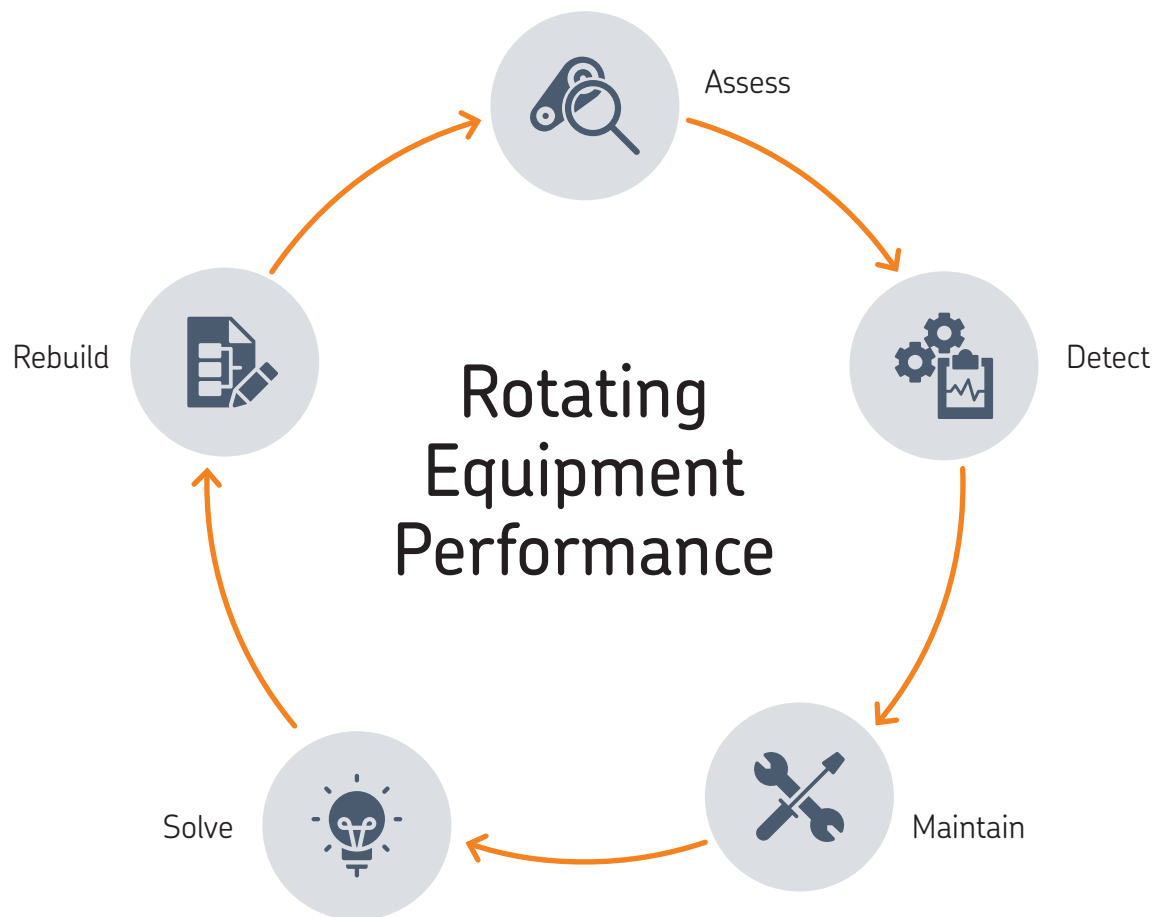 Assess
Detect
Maintain
Solve
Rebuild
Rotating
Equipment
Performance